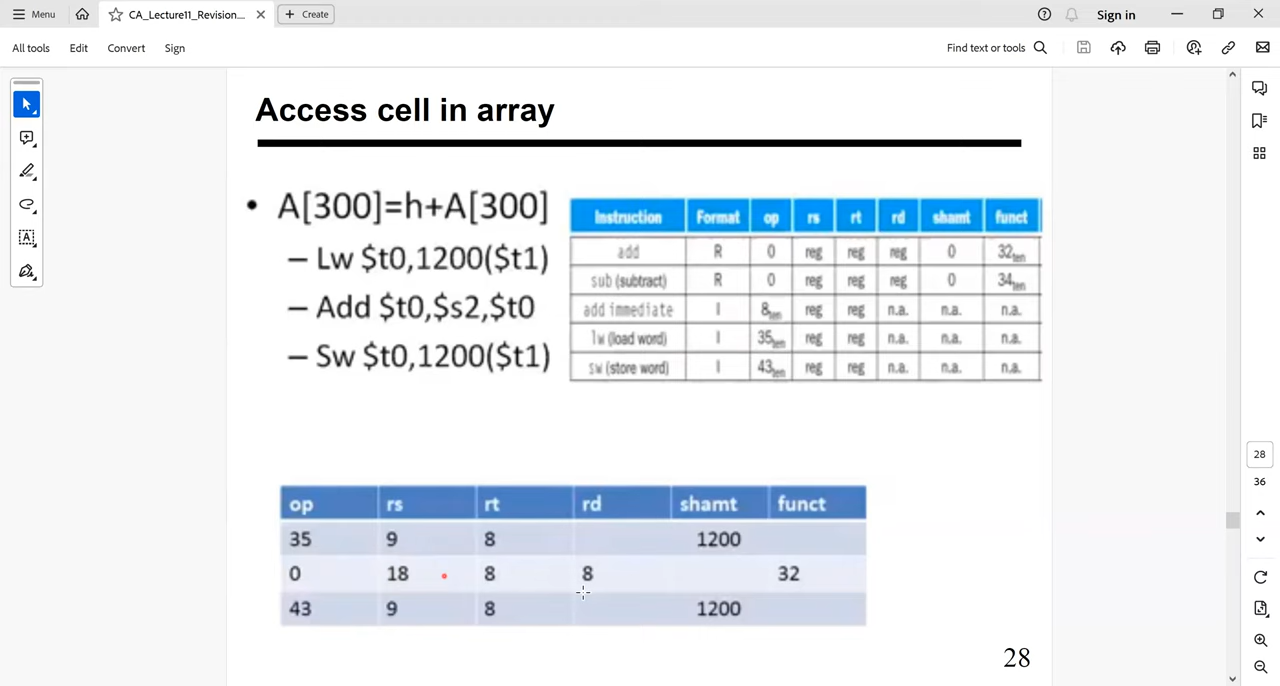 Menu
CA_Lecture11_Revision...
Create
Sign in
All tools
Edit
Convert
Sign
Find text or tools
Access cell in array
• A[300]=h+A[300]
– Lw $t0,1200($t1)
– Add $t0,$s2,$t0
– Sw $t0,1200($t1)
Instruction Format op rs rt rd shamt funct
add R 0 reg reg reg 0 32ten
sub (subtract) R 0 reg reg reg 0 34ten
add immediate I 8ten reg reg n.a. n.a. n.a.
lw (load word) I 35ten reg reg n.a. n.a. n.a.
sw (store word) I 43ten reg reg n.a. n.a. n.a.
op rs rt rd shamt funct
35 9 8 1200
0 18 8 8 32
43 9 8 1200
28
28
36